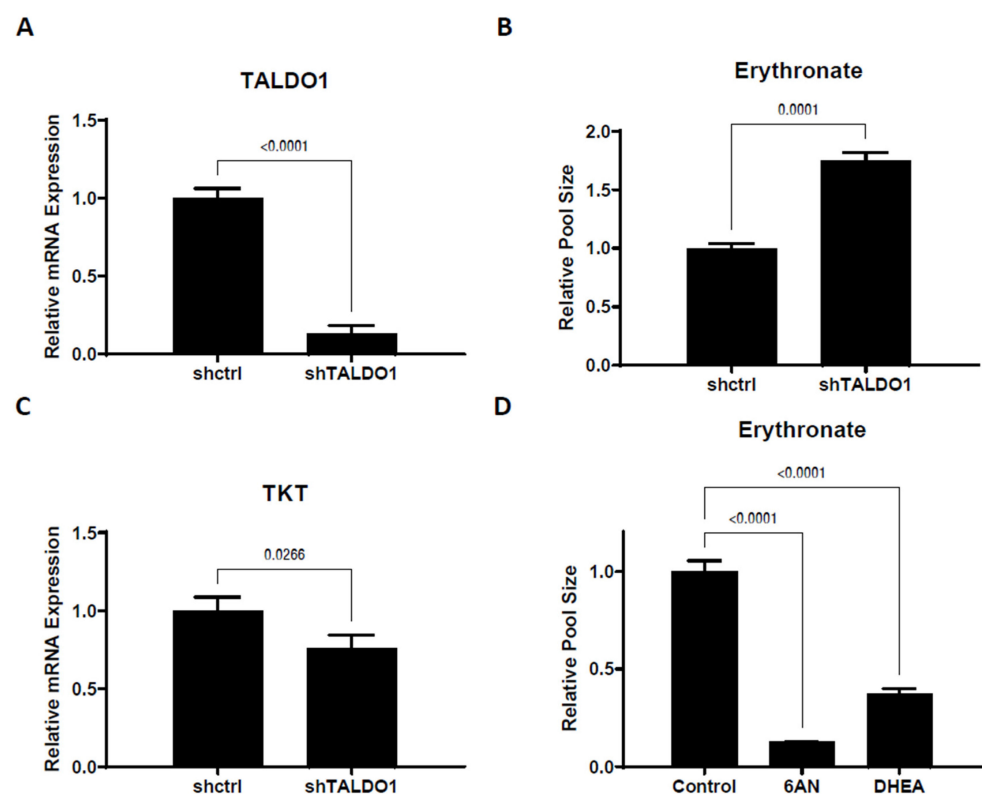 A
TALDO1
Relative mRNA Expression
1.5
1.0
0.5
0.0
<0.0001
shctrl
shTALDO1
B
Erythronate
Relative Pool Size
2.0
1.5
1.0
0.5
0.0
0.0001
shctrl
shTALDO1
C
TKT
Relative mRNA Expression
1.5
1.0
0.5
0.0
0.0266
shctrl
shTALDO1
D
Erythronate
Relative Pool Size
1.0
0.5
0.0
<0.0001
<0.0001
Control
6AN
DHEA